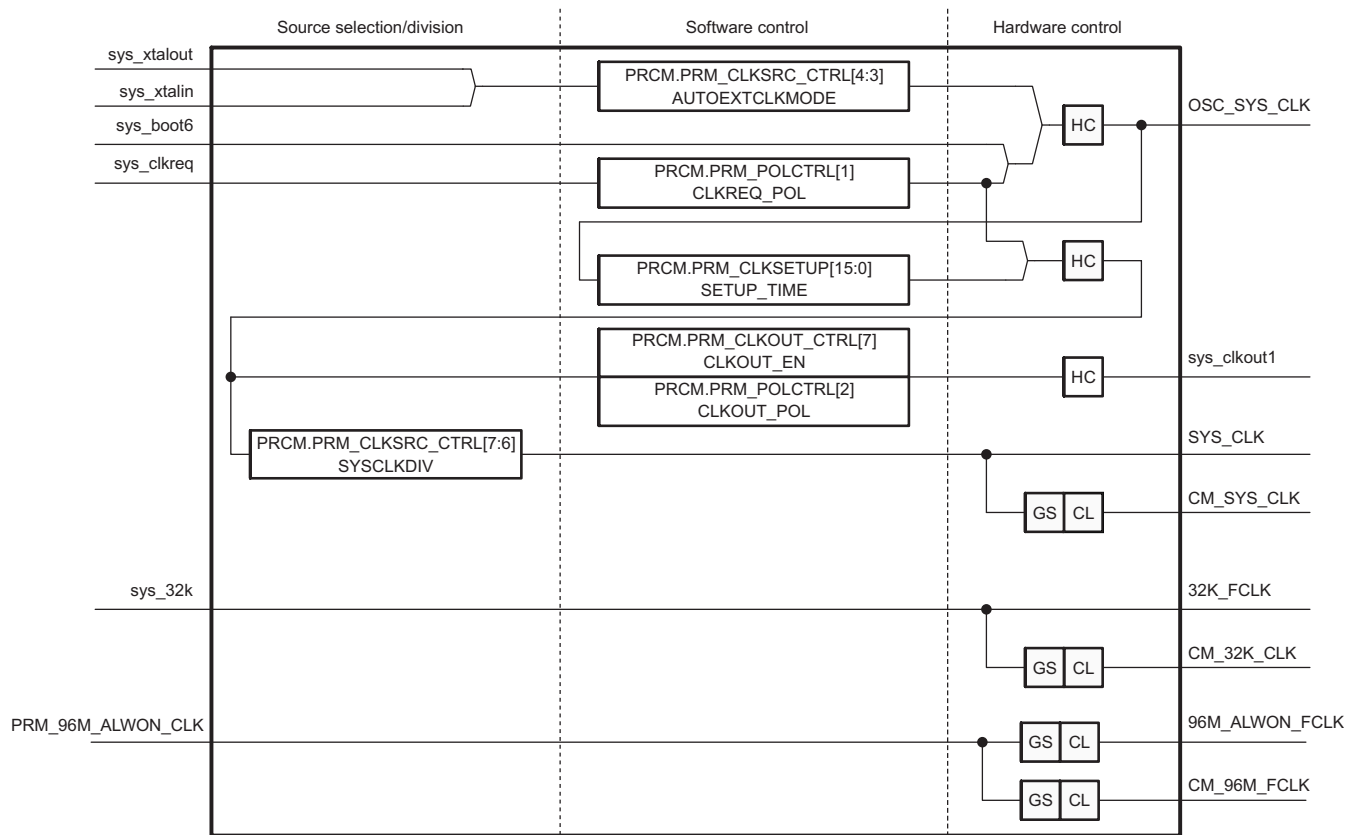 Source selection/division
Software control
Hardware control
sys_xtalout
PRCM.PRM_CLKSRC_CTRL[4:3]
AUTOEXTCLKMODE
sys_xtalin
HC
OSC_SYS_CLK
sys_boot6
sys_clkreq
PRCM.PRM_POLCTRL[1]
CLKREQ_POL
PRCM.PRM_CLKSETUP[15:0]
SETUP_TIME
HC
PRCM.PRM_CLKOUT_CTRL[7]
CLKOUT_EN
PRCM.PRM_POLCTRL[2]
CLKOUT_POL
HC
sys_clkout1
PRCM.PRM_CLKSRC_CTRL[7:6]
SYSCLKDIV
SYS_CLK
GS CL
CM_SYS_CLK
sys_32k
32K_FCLK
GS CL
CM_32K_CLK
PRM_96M_ALWON_CLK
GS CL
96M_ALWON_FCLK
GS CL
CM_96M_FCLK